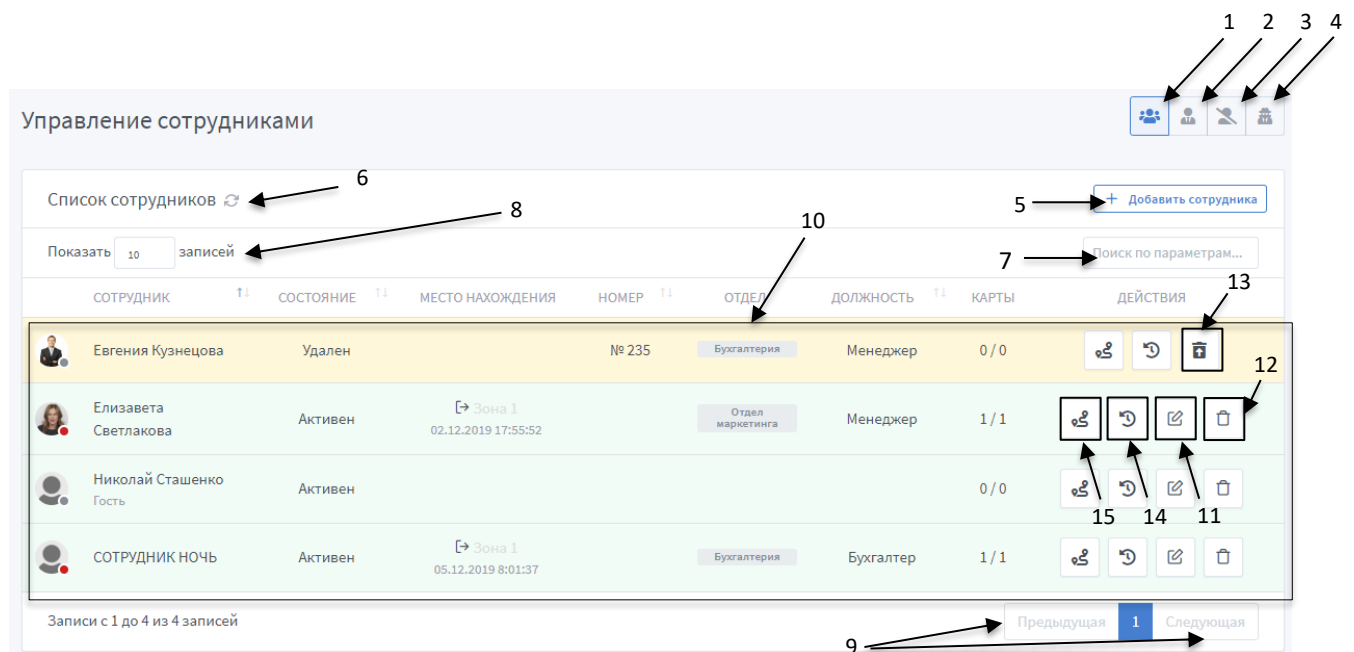 1 2 3 4
Управление сотрудниками
6
Список сотрудников
5
+ Добавить сотрудника
8
10
Показать 10 записей
7
Поиск по параметрам...
13
СОТРУДНИК СОСТОЯНИЕ МЕСТО НАХОЖДЕНИЯ НОМЕР ОТДЕЛ ДОЛЖНОСТЬ КАРТЫ ДЕЙСТВИЯ
Евгения Кузнецова Удален № 235 Бухгалтерия Менеджер 0 / 0
12
Елизавета
Светлакова
Активен
Зона 1
02.12.2019 17:55:52
Отдел
маркетинга
Менеджер 1 / 1
Николай Сташенко
Гость
Активен 0 / 0
15 14 11
СОТРУДНИК НОЧЬ Активен
Зона 1
05.12.2019 8:01:37
Бухгалтерия Бухгалтер 1 / 1
Записи с 1 до 4 из 4 записей
Предыдущая 1 Следующая
9